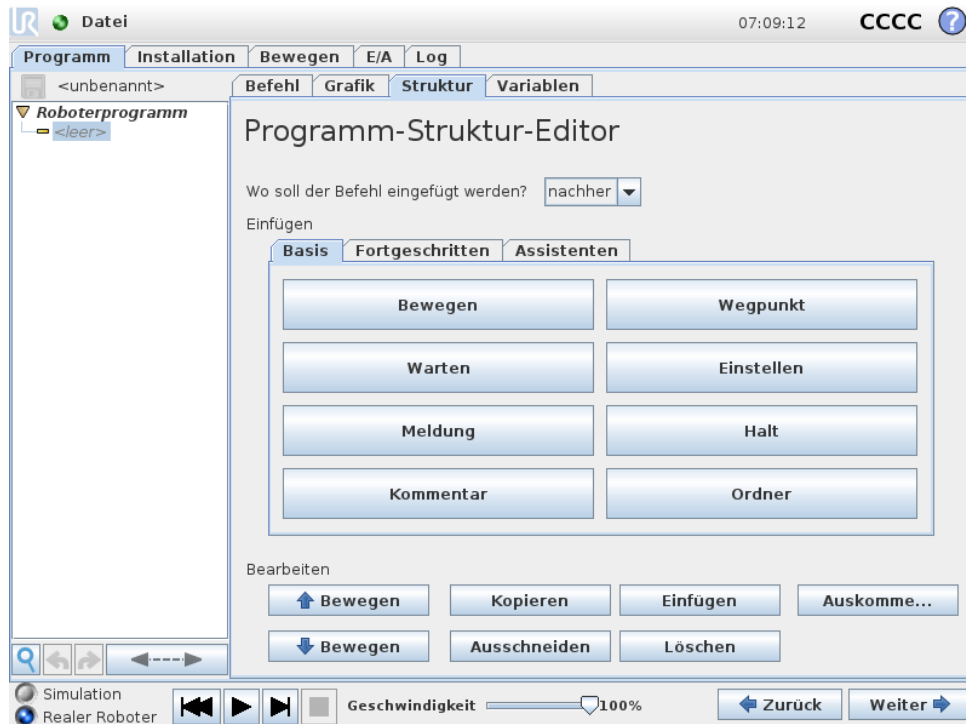 UR Datei 07:09:12 CCCC ?
Programm Installation Bewegen E/A Log
<unbenannt> Befehl Grafik Struktur Variablen
Roboterprogramm
<leer>
Programm-Struktur-Editor
Wo soll der Befehl eingefügt werden? nachher
Einfügen
Basis Fortgeschritten Assistenten
Bewegen Wegpunkt
Warten Einstellen
Meldung Halt
Kommentar Ordner
Bearbeiten
Bewegen Kopieren Einfügen Auskomme...
Bewegen Ausschneiden Löschen
Simulation
Realer Roboter Geschwindigkeit 100% Zurück Weiter